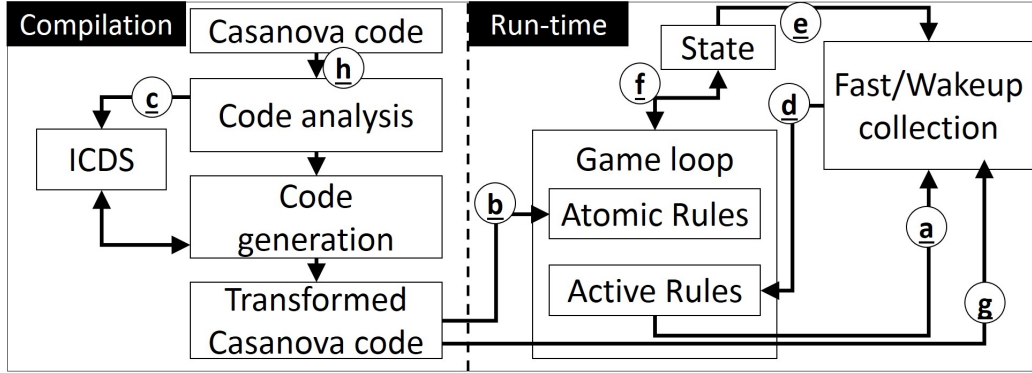 Compilation
Casanova code
h
c
Code analysis
ICDS
Code
generation
Transformed
Casanova code
Run-time
State
e
f
d
Fast/Wakeup
collection
Game loop
b
Atomic Rules
a
Active Rules
g